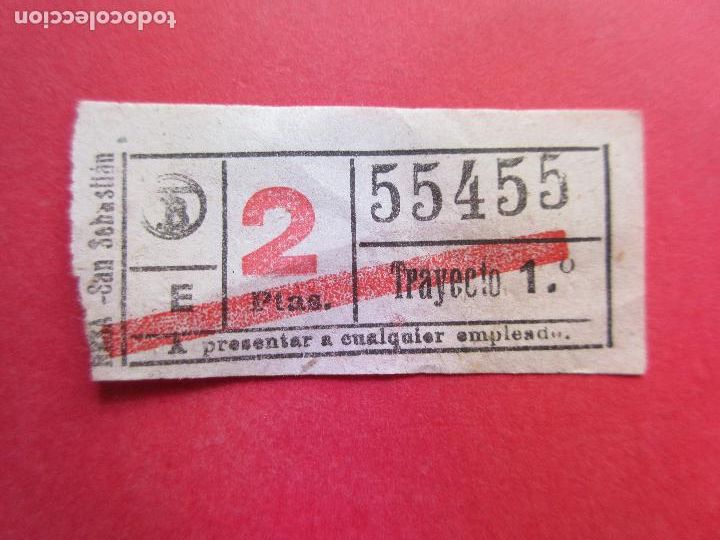 todocoleccion
55455
2
Ptas.
Trayecto 1.º
E
T
presentar a cualquier empleado.
-San Sebastián